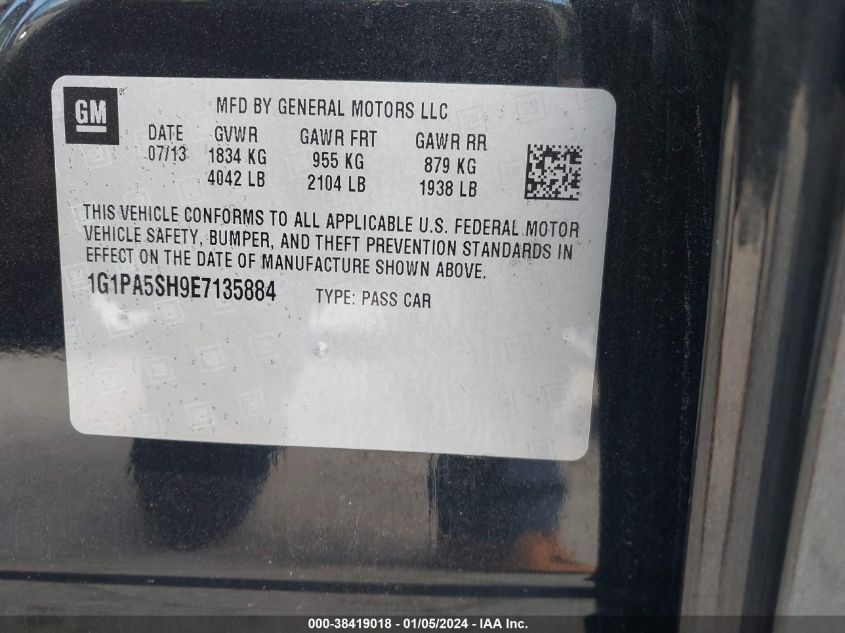 GM
MFD BY GENERAL MOTORS LLC
DATE GVWR GAWR FRT GAWR RR
07/13 1834 KG 955 KG 879 KG
4042 LB 2104 LB 1938 LB
THIS VEHICLE CONFORMS TO ALL APPLICABLE U.S. FEDERAL MOTOR
VEHICLE SAFETY, BUMPER, AND THEFT PREVENTION STANDARDS IN
EFFECT ON THE DATE OF MANUFACTURE SHOWN ABOVE.
1G1PA5SH9E7135884 TYPE: PASS CAR
000-38419018 - 01/05/2024 - IAA Inc.